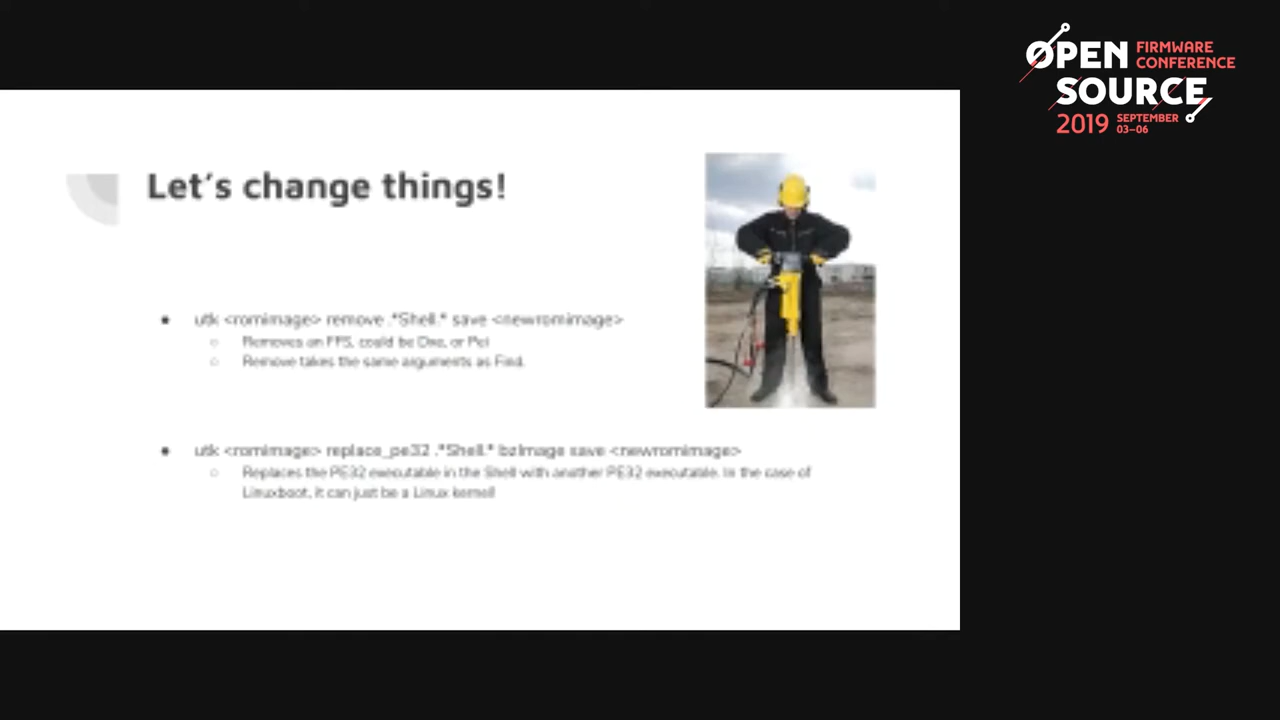 OPEN FIRMWARE
CONFERENCE
SOURCE
2019 SEPTEMBER
03–06
Let's change things!
● utk <romimage> remove .*Shell.* save <newromimage>
○ Removes an FFS, could be Dxe, or Pei
○ Remove takes the same arguments as Find.
● utk <romimage> replace_pe32 .*Shell.* bzImage save <newromimage>
○ Replaces the PE32 executable in the Shell with another PE32 executable. In the case of
Linuxboot, it can just be a Linux kernel!